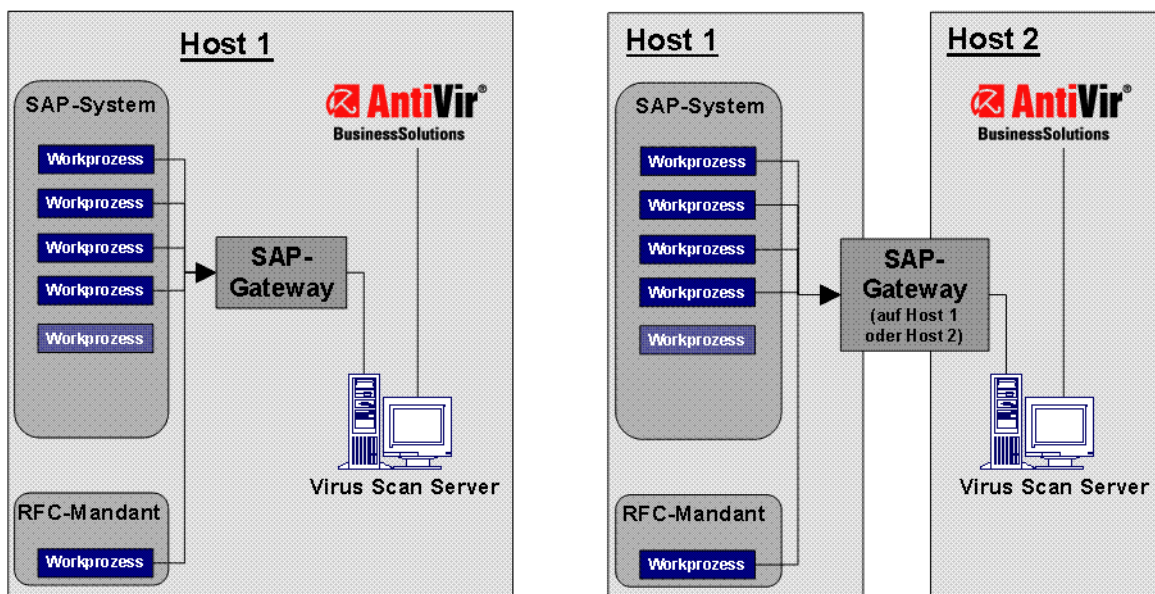 Host 1
SAP-System
AntiVir®
BusinessSolutions
Workprozess
Workprozess
Workprozess
Workprozess
Workprozess
SAP-
Gateway
Virus Scan Server
RFC-Mandant
Workprozess
Host 1
SAP-System
Workprozess
Workprozess
Workprozess
Workprozess
Workprozess
RFC-Mandant
Workprozess
SAP-
Gateway
(auf Host 1
oder Host 2)
Host 2
AntiVir®
BusinessSolutions
Virus Scan Server